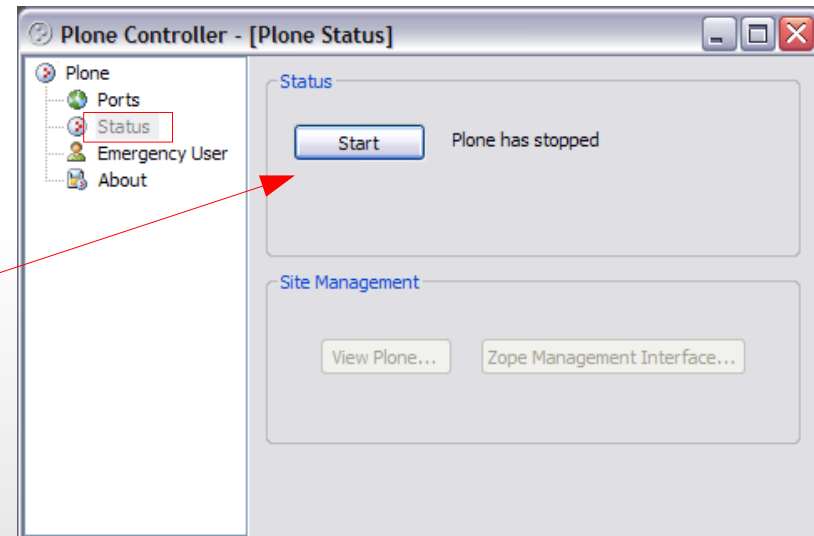 Plone Controller - [Plone Status]
Plone
Ports
Status
Emergency User
About
Status
Start
Plone has stopped
Site Management
View Plone...
Zope Management Interface...